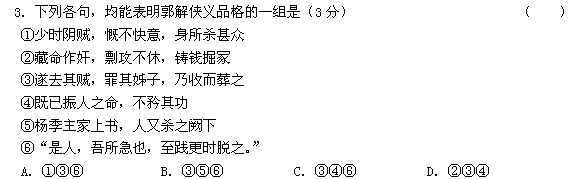 3. 下列各句，均能表明郭解侠义品格的一组是（3 分） （ ）
①少时阴贼，慨不快意，身所杀甚众
②藏命作奸，剽攻不休，铸钱掘冢
③遂去其贼，罪其姊子，乃收而葬之
④既已振人之命，不矜其功
⑤杨季主家上书，人又杀之阙下
⑥“是人，吾所急也，至践更时脱之。”
A. ①③⑥ B. ③⑤⑥ C. ③④⑥ D. ②③④